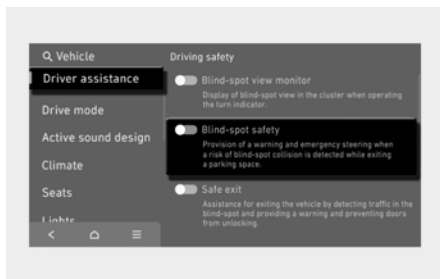 Vehicle
Driver assistance
Drive mode
Active sound design
Climate
Seats
Lights
Driving safety
Blind-spot view monitor
Display of blind-spot view in the cluster when operating
the turn indicator.
Blind-spot safety
Provision of a warning and emergency steering when
a risk of blind-spot collision is detected while exiting
a parking space.
Safe exit
Assistance for exiting the vehicle by detecting traffic in the
blind-spot and providing a warning and preventing doors
from unlocking.